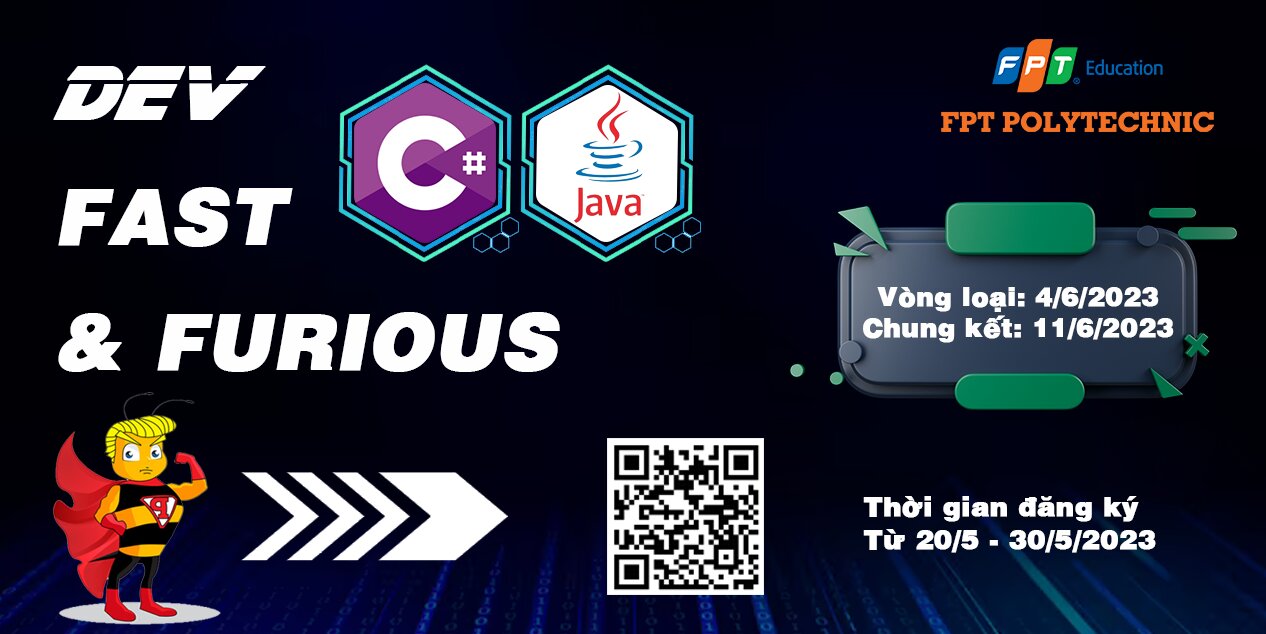 DEV
FAST
& FURIOUS
C#
Java
FPT® Education
FPT POLYTECHNIC
Vòng loại: 4/6/2023
Chung kết: 11/6/2023
Thời gian đăng ký
Từ 20/5 - 30/5/2023